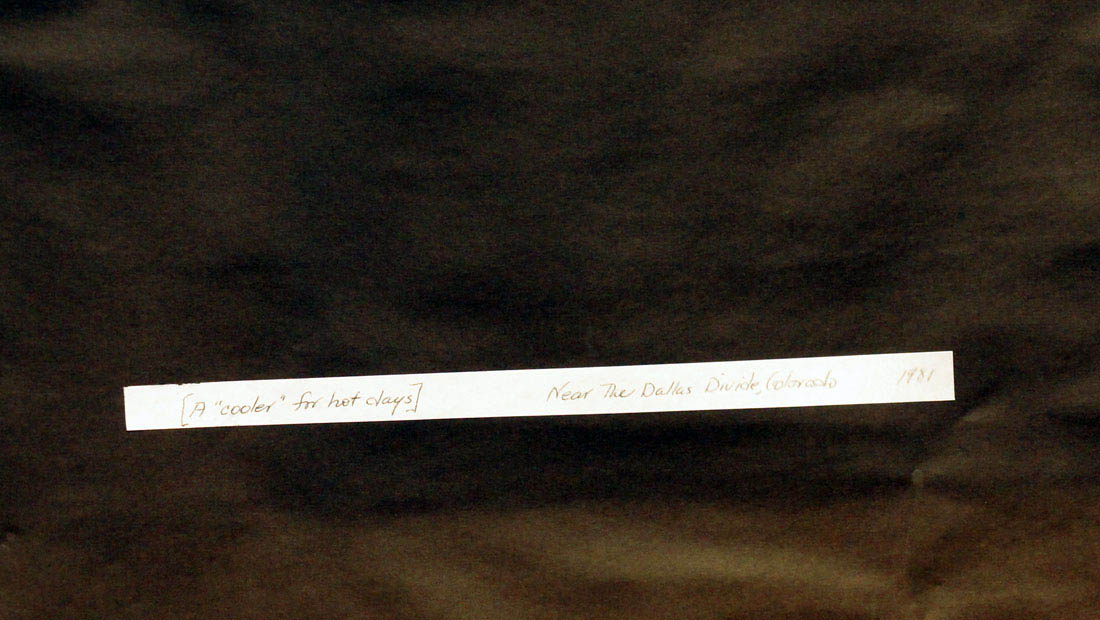 [A "cooler" for hot days] Near The Dallas Divide, Colorado 1981